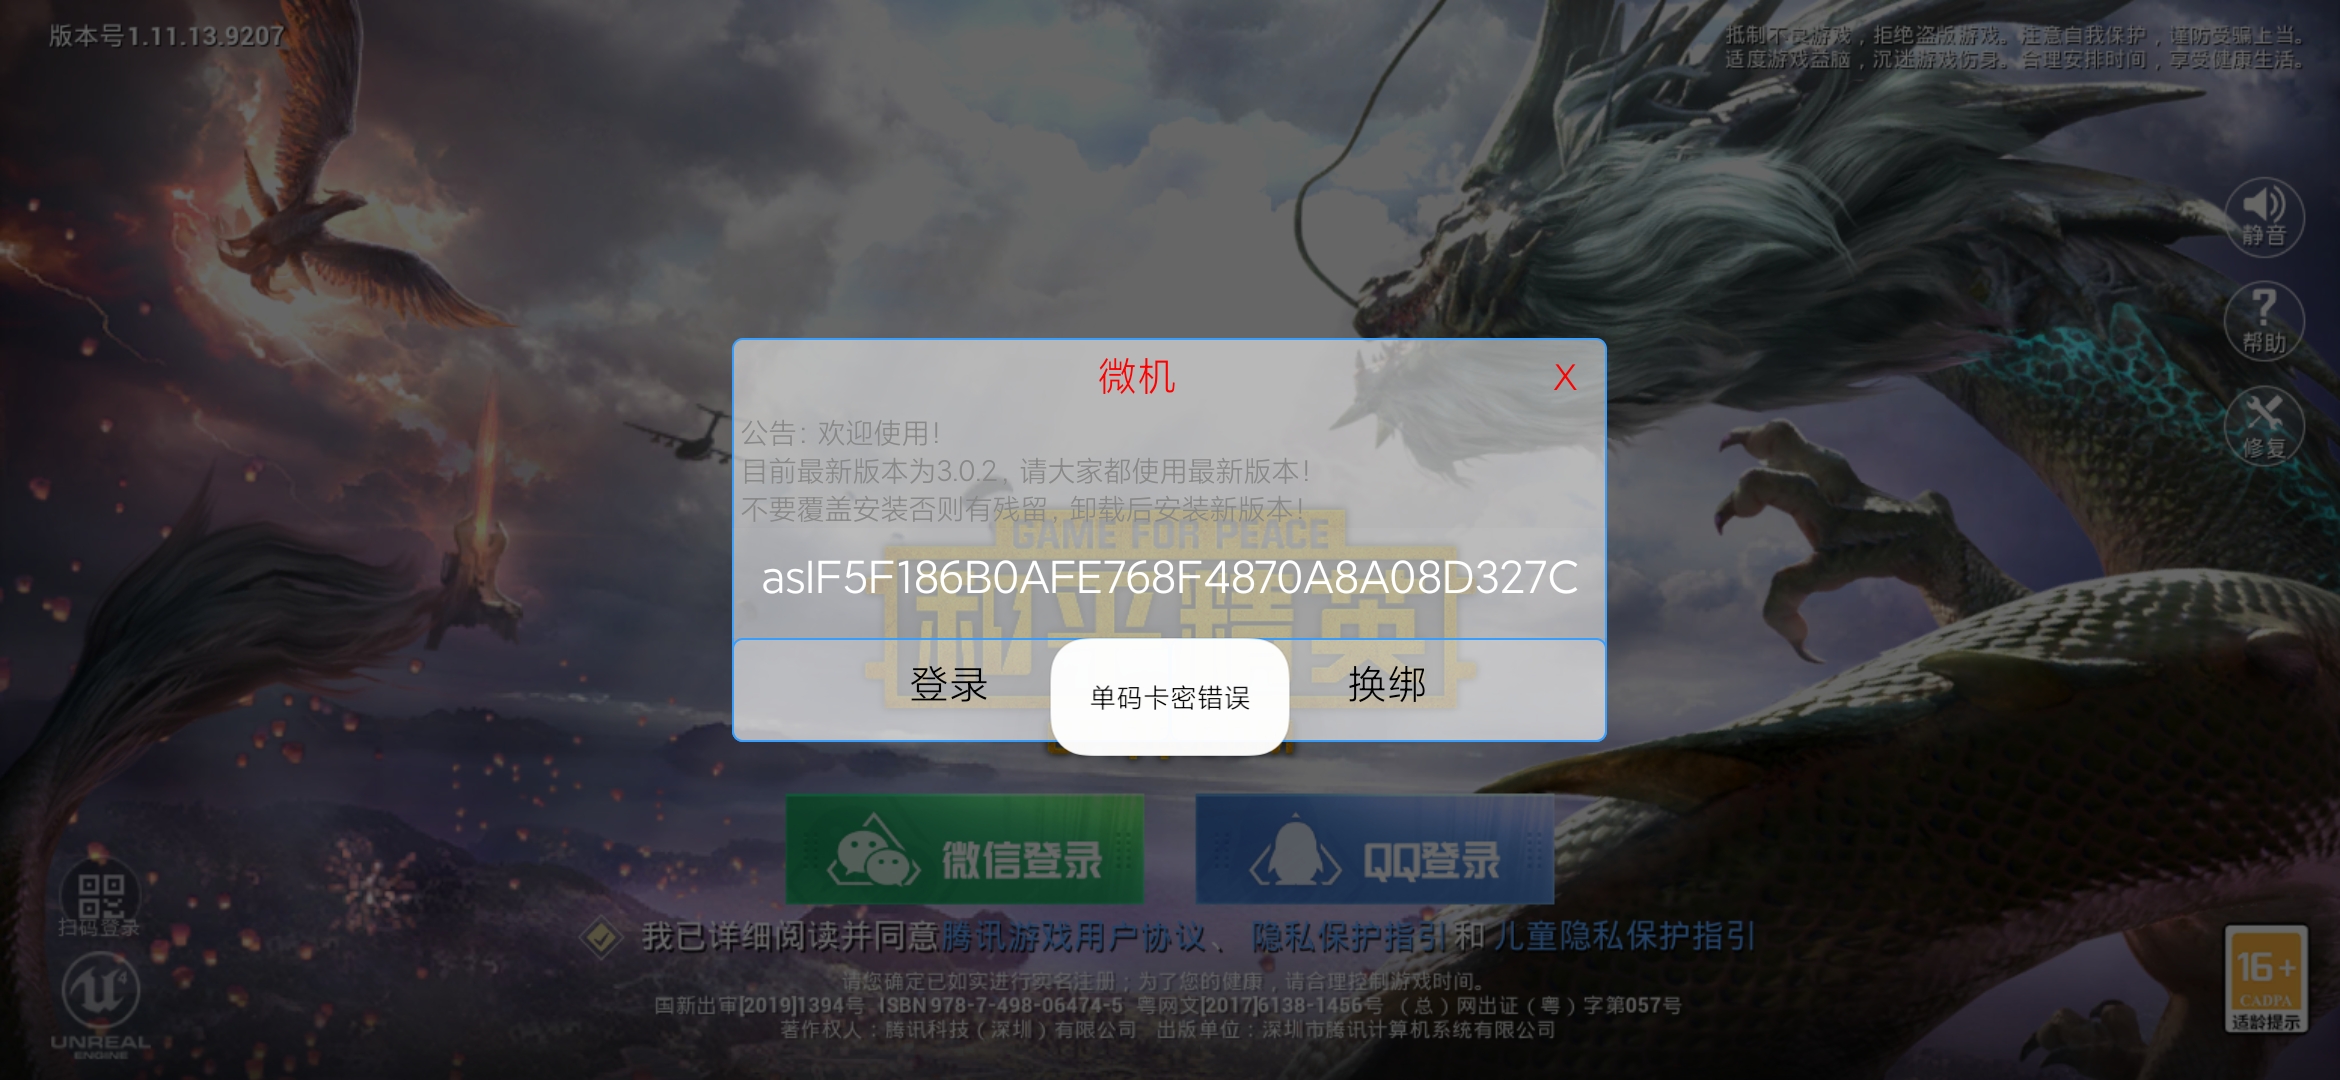 版本号1.11.13.9207
抵制不良游戏，拒绝盗版游戏。注意自我保护，谨防受骗上当。
适度游戏益脑，沉迷游戏伤身。合理安排时间，享受健康生活。
静音
帮助
修复
微机
X
公告：欢迎使用！
目前最新版本为3.0.2，请大家都使用最新版本！
不要覆盖安装否则有残留，卸载后安装新版本！
GAME FOR PEACE
和平精英
asIF5F186B0AFE768F4870A8A08D327C
登录
单码卡密错误
换绑
微信登录
QQ登录
扫码登录
我已详细阅读并同意腾讯游戏用户协议、隐私保护指引和儿童隐私保护指引
请您确定已如实进行实名注册；为了您的健康，请合理控制游戏时间。
国新出审[2019]1394号 ISBN 978-7-498-06474-5 粤网文[2017]6138-1456号 （总）网出证（粤）字第057号
著作权人：腾讯科技（深圳）有限公司 出版单位：深圳市腾讯计算机系统有限公司
UNREAL
ENGINE
16+
CADPA
适龄提示